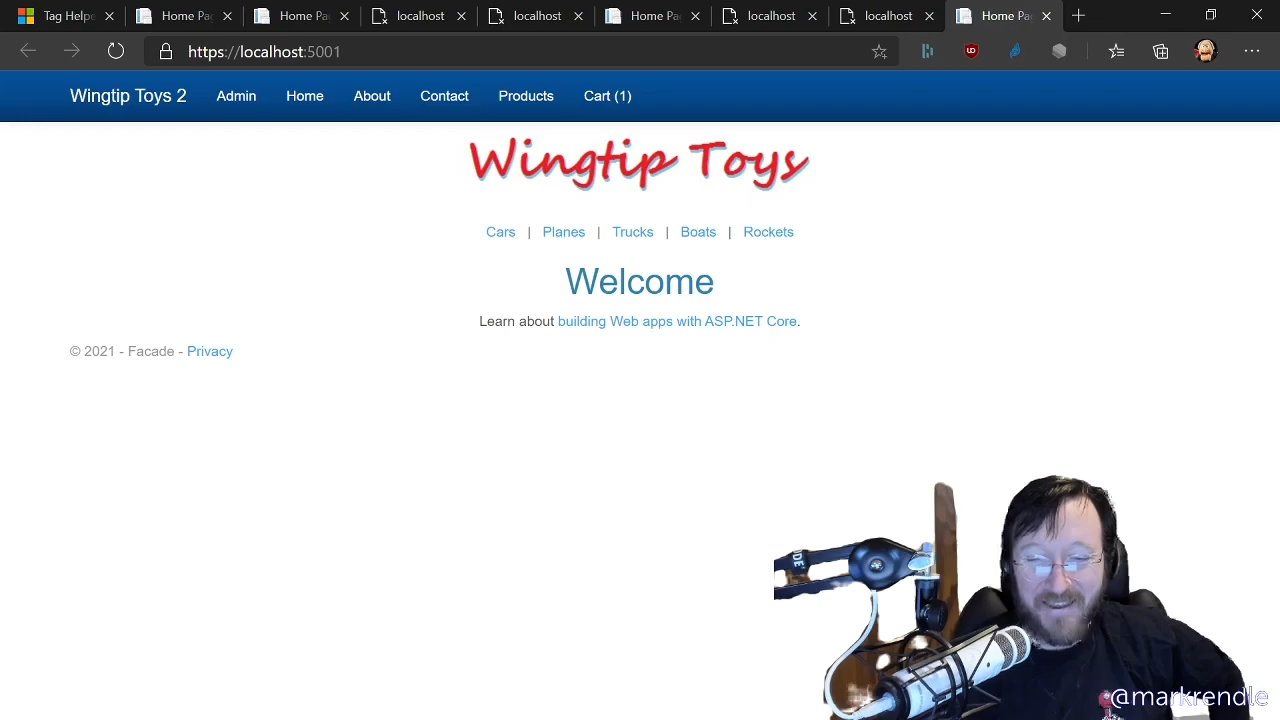 Tag Helpe
Home Pa
Home Pa
localhost
localhost
Home Pa
localhost
localhost
Home Pa
https://localhost:5001
UD
Wingtip Toys 2 Admin Home About Contact Products Cart (1)
Wingtip Toys
Cars | Planes | Trucks | Boats | Rockets
Welcome
Learn about building Web apps with ASP.NET Core.
© 2021 - Facade - Privacy
@markrendle